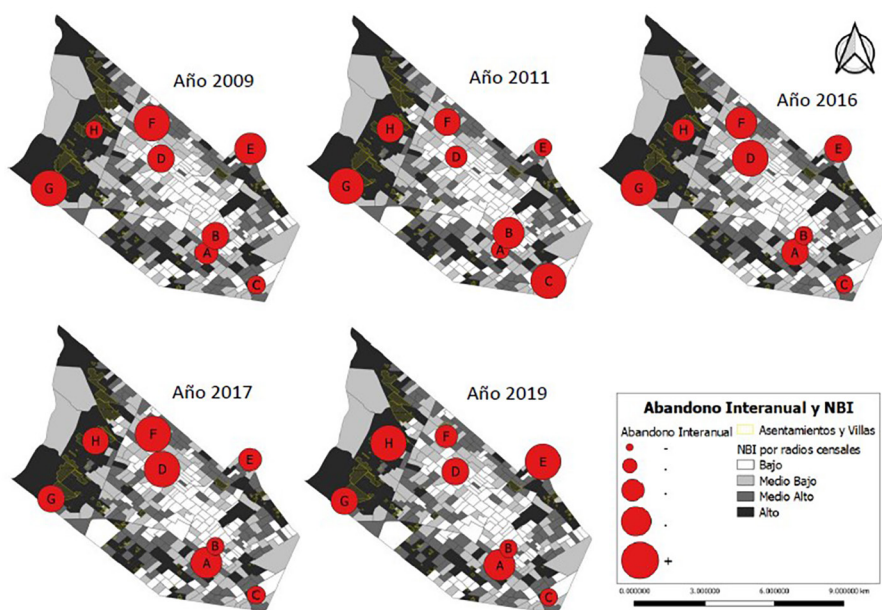 Año 2009
H
F
E
D
G
B
A
C
Año 2011
H
F
E
D
G
B
A
C
Año 2016
H
F
E
D
G
B
A
C
Año 2017
H
F
E
D
G
B
A
C
Año 2019
H
F
E
D
G
B
A
C
Abandono Interanual y NBI
Abandono Interanual
-
.
.
.
+
Asentamientos y Villas
NBI por radios censales
Bajo
Medio Bajo
Medio Alto
Alto
0.000000 3.000000 6.000000 9.000000 km